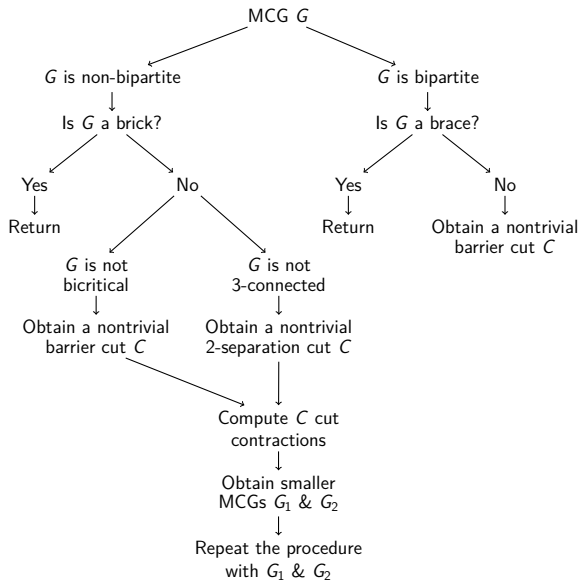 MCG G
G is non-bipartite
G is bipartite
Is G a brick?
Is G a brace?
Yes
No
Yes
No
Return
Return
Obtain a nontrivial
barrier cut C
G is not
bicritical
G is not
3-connected
Obtain a nontrivial
barrier cut C
Obtain a nontrivial
2-separation cut C
Compute C cut
contractions
Obtain smaller
MCGs G₁ & G₂
Repeat the procedure
with G₁ & G₂